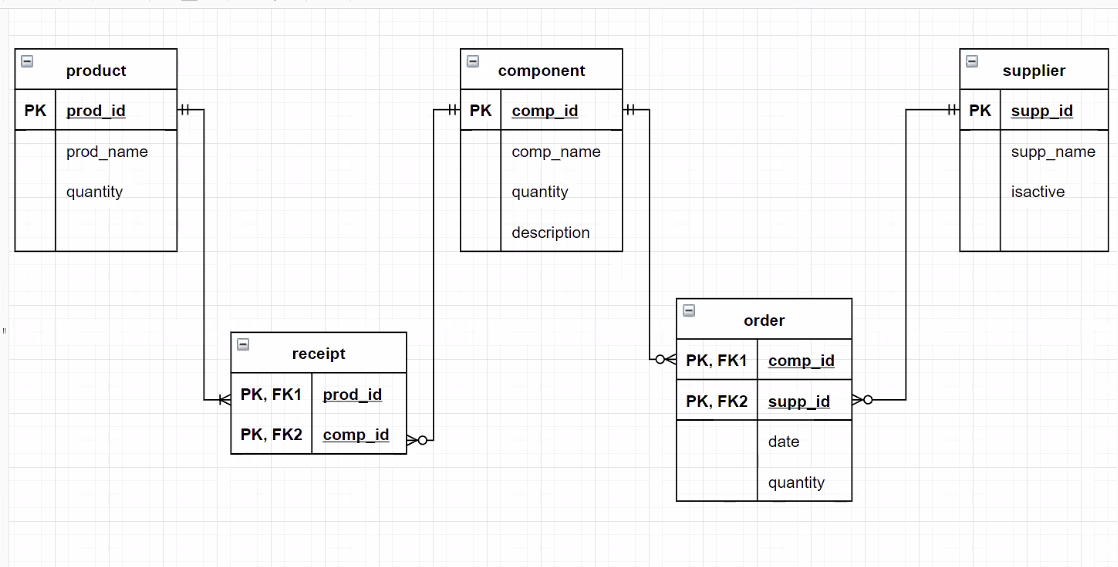 product
PK prod_id
prod_name
quantity
component
PK comp_id
comp_name
quantity
description
supplier
PK supp_id
supp_name
isactive
receipt
PK, FK1 prod_id
PK, FK2 comp_id
order
PK, FK1 comp_id
PK, FK2 supp_id
date
quantity